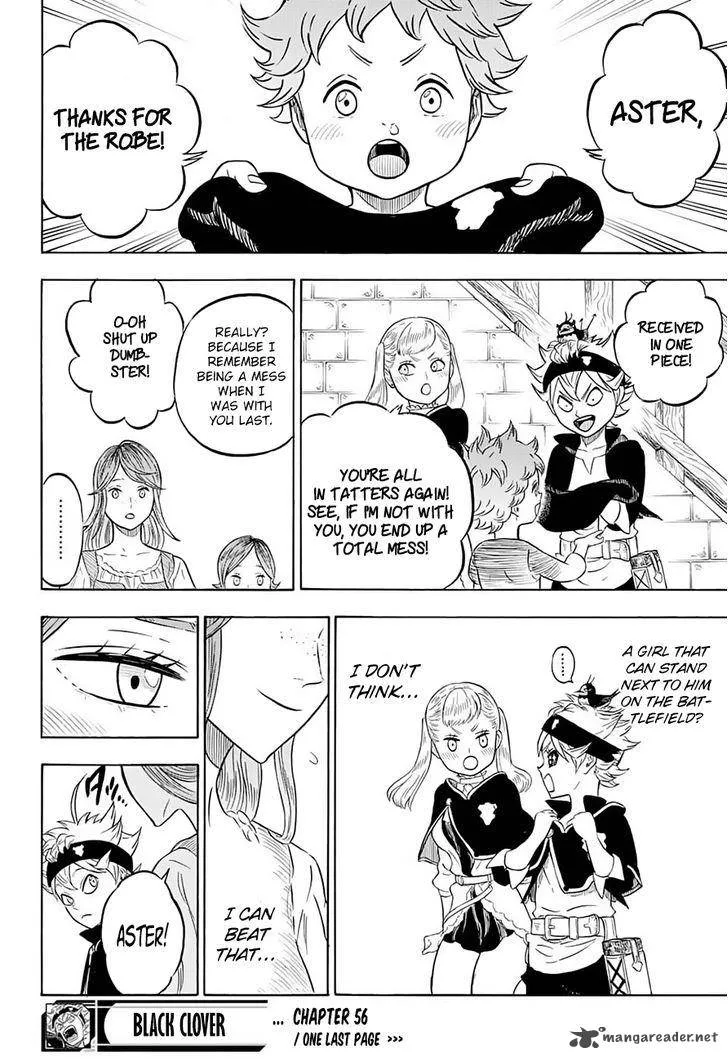 ASTER,
THANKS FOR
THE ROBE!
RECEIVED
IN ONE
PIECE!
YOU'RE ALL
IN TATTERS AGAIN!
SEE, IF I'M NOT WITH
YOU, YOU END UP A
TOTAL MESS!
REALLY?
BECAUSE I
REMEMBER
BEING A MESS
WHEN I
WAS WITH
YOU LAST.
O-OH
SHUT UP
DUMB-
STER!
........
A GIRL THAT
CAN STAND
NEXT TO HIM
ON THE BAT-
TLEFIELD?
....
I DON'T
THINK...
I CAN
BEAT
THAT...
タッ
ASTER!
BLACK CLOVER
... CHAPTER 56
/ ONE LAST PAGE >>>
mangareader.net